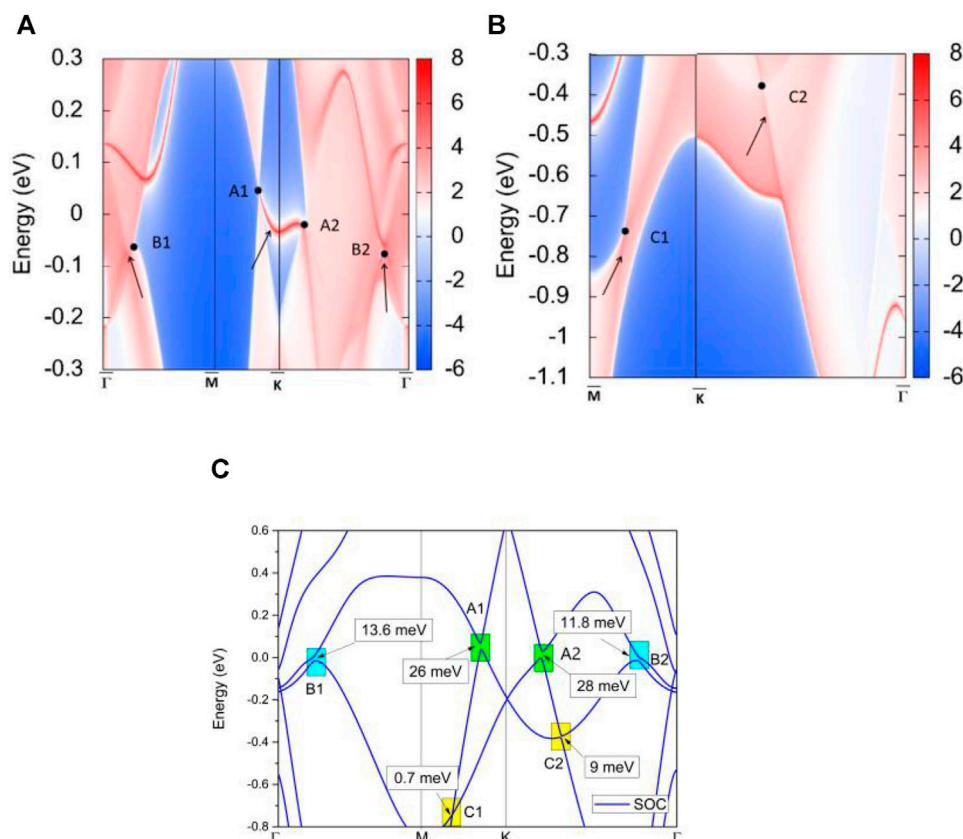 A
0.3
0.2
0.1
0
-0.1
-0.2
-0.3
Energy (eV)
A1
A2
B1
B2
Γ
M
K
Γ
8
6
4
2
0
-2
-4
-6
B
-0.3
-0.4
-0.5
-0.6
-0.7
-0.8
-0.9
-1
-1.1
Energy (eV)
C2
C1
M
K
Γ
8
6
4
2
0
-2
-4
-6
C
0.6
0.4
0.2
0.0
-0.2
-0.4
-0.6
-0.8
Energy (eV)
A1
13.6 meV
11.8 meV
26 meV
A2
B2
B1
28 meV
C2
9 meV
0.7 meV
C1
SOC
Γ
M
K
Γ